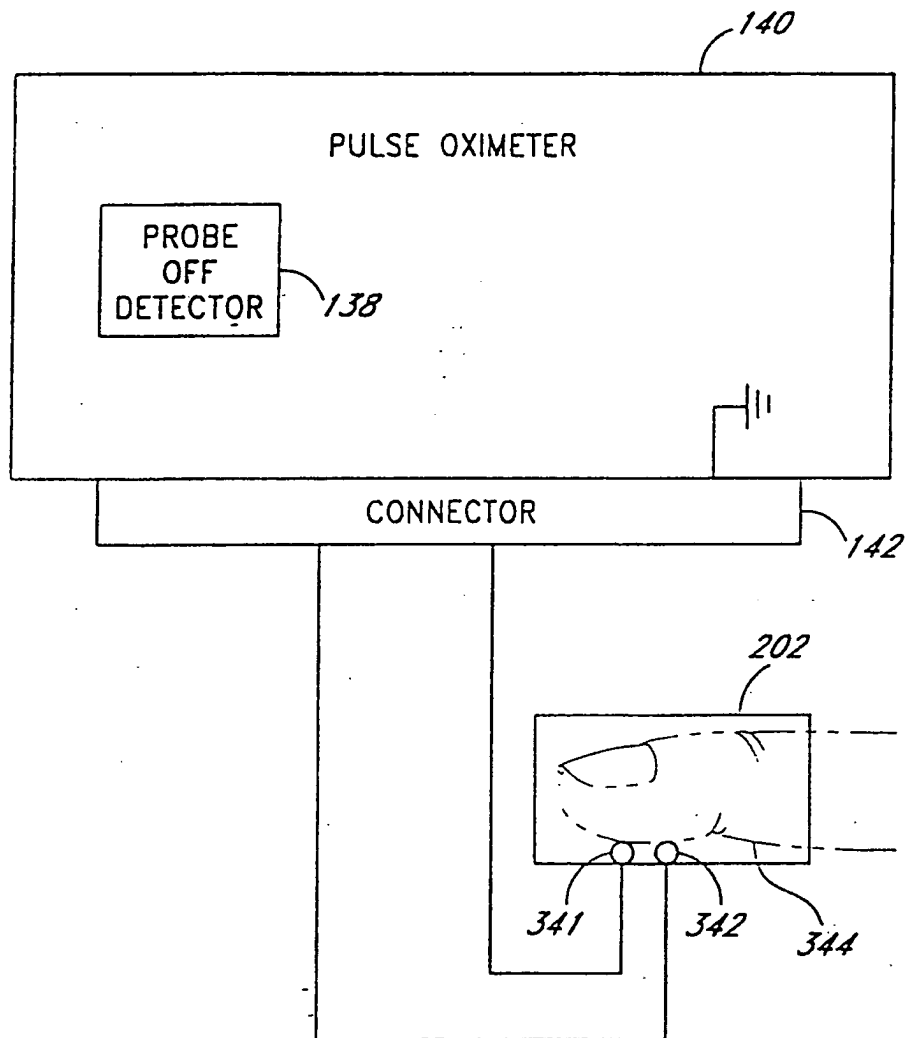 140
PULSE OXIMETER
PROBE
OFF
DETECTOR
138
CONNECTOR
142
202
341
342
344